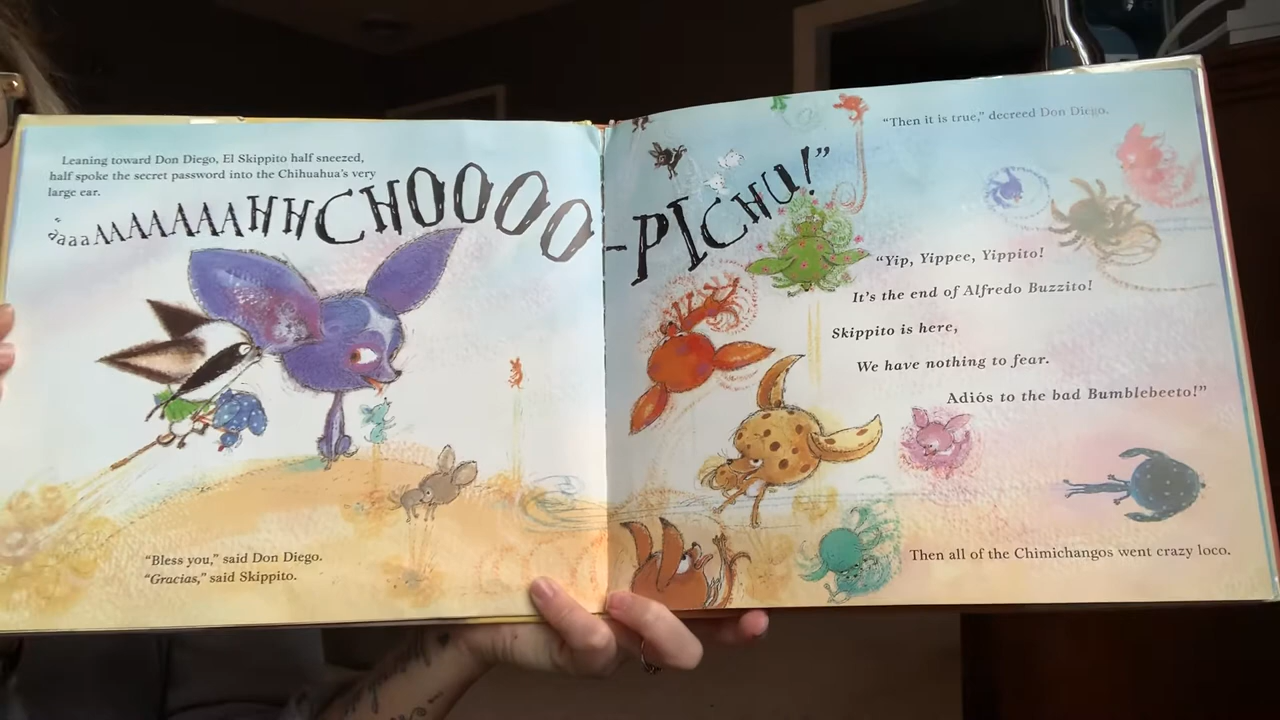 Leaning toward Don Diego, El Skippito half sneezed,
half spoke the secret password into the Chihuahua's very
large ear.
"aaaaAAAAAAAHHCHOOOO-PICHU!"
"Bless you," said Don Diego.
"Gracias," said Skippito.
"Then it is true," decreed Don Diego.
"Yip, Yippee, Yippito!
It's the end of Alfredo Buzzito!
Skippito is here,
We have nothing to fear.
Adiós to the bad Bumblebeeto!"
Then all of the Chimichangos went crazy loco.